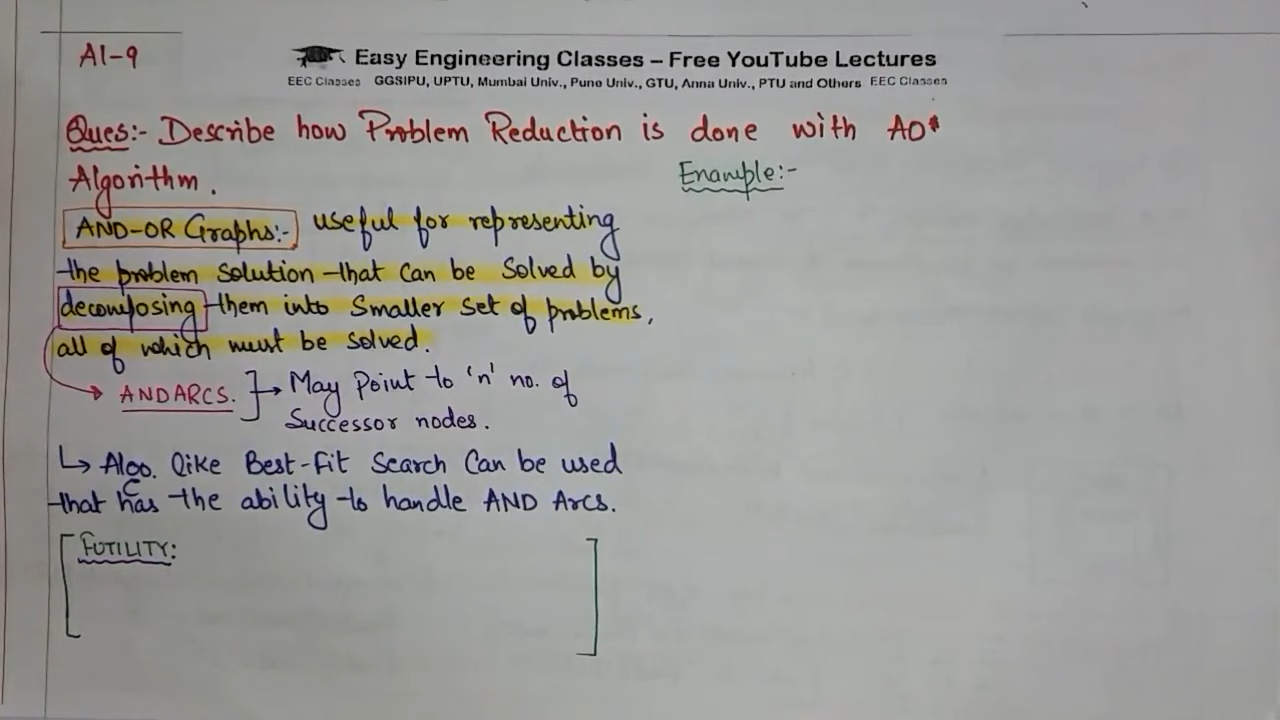 AI-9
Easy Engineering Classes – Free YouTube Lectures
EEC Classes GGSIPU, UPTU, Mumbai Univ., Pune Univ., GTU, Anna Univ., PTU and Others EEC Classes
Ques:- Describe how Problem Reduction is done with AO*
Algorithm.
Enample:-
AND-OR Graphs:- useful for representing
the problem solution that can be solved by
decomposing them into smaller set of problems,
all of which must be solved.
AND ARCS. May Point to 'n' no. of
Successor nodes.
Algo. like Best-fit Search can be used
that has the ability to handle AND Arcs.
FUTILITY: